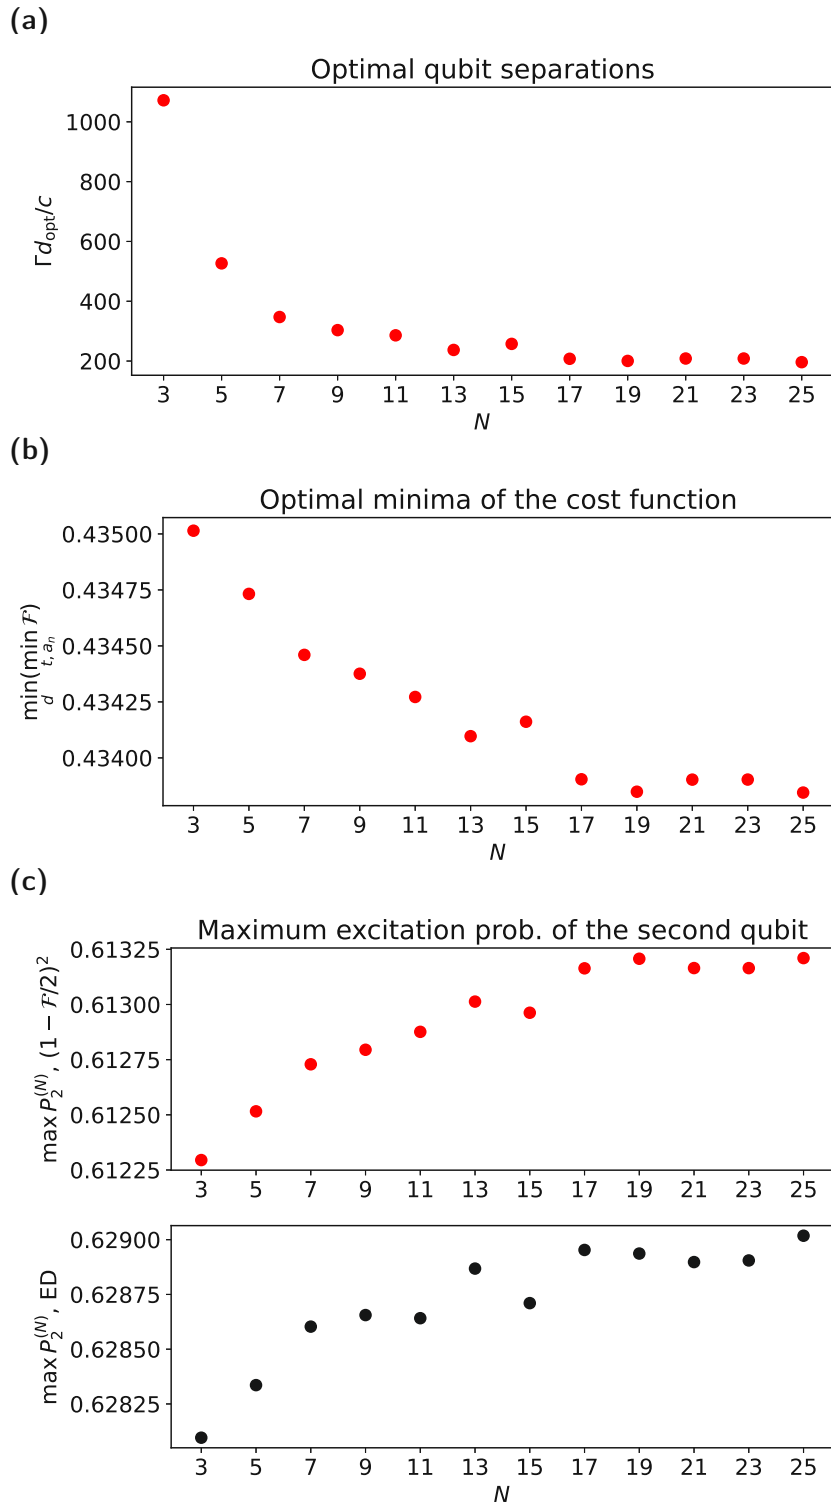 (a)
Optimal qubit separations
1000
800
600
400
200
Γd_opt/c
3 5 7 9 11 13 15 17 19 21 23 25
N
(b)
Optimal minima of the cost function
0.43500
0.43475
0.43450
0.43425
0.43400
min_d(min_{t, a_n} ℱ)
3 5 7 9 11 13 15 17 19 21 23 25
N
(c)
Maximum excitation prob. of the second qubit
0.61325
0.61300
0.61275
0.61250
0.61225
max P_2^{(N)}, (1 − ℱ/2)^2
3 5 7 9 11 13 15 17 19 21 23 25
0.62900
0.62875
0.62850
0.62825
max P_2^{(N)}, ED
3 5 7 9 11 13 15 17 19 21 23 25
N